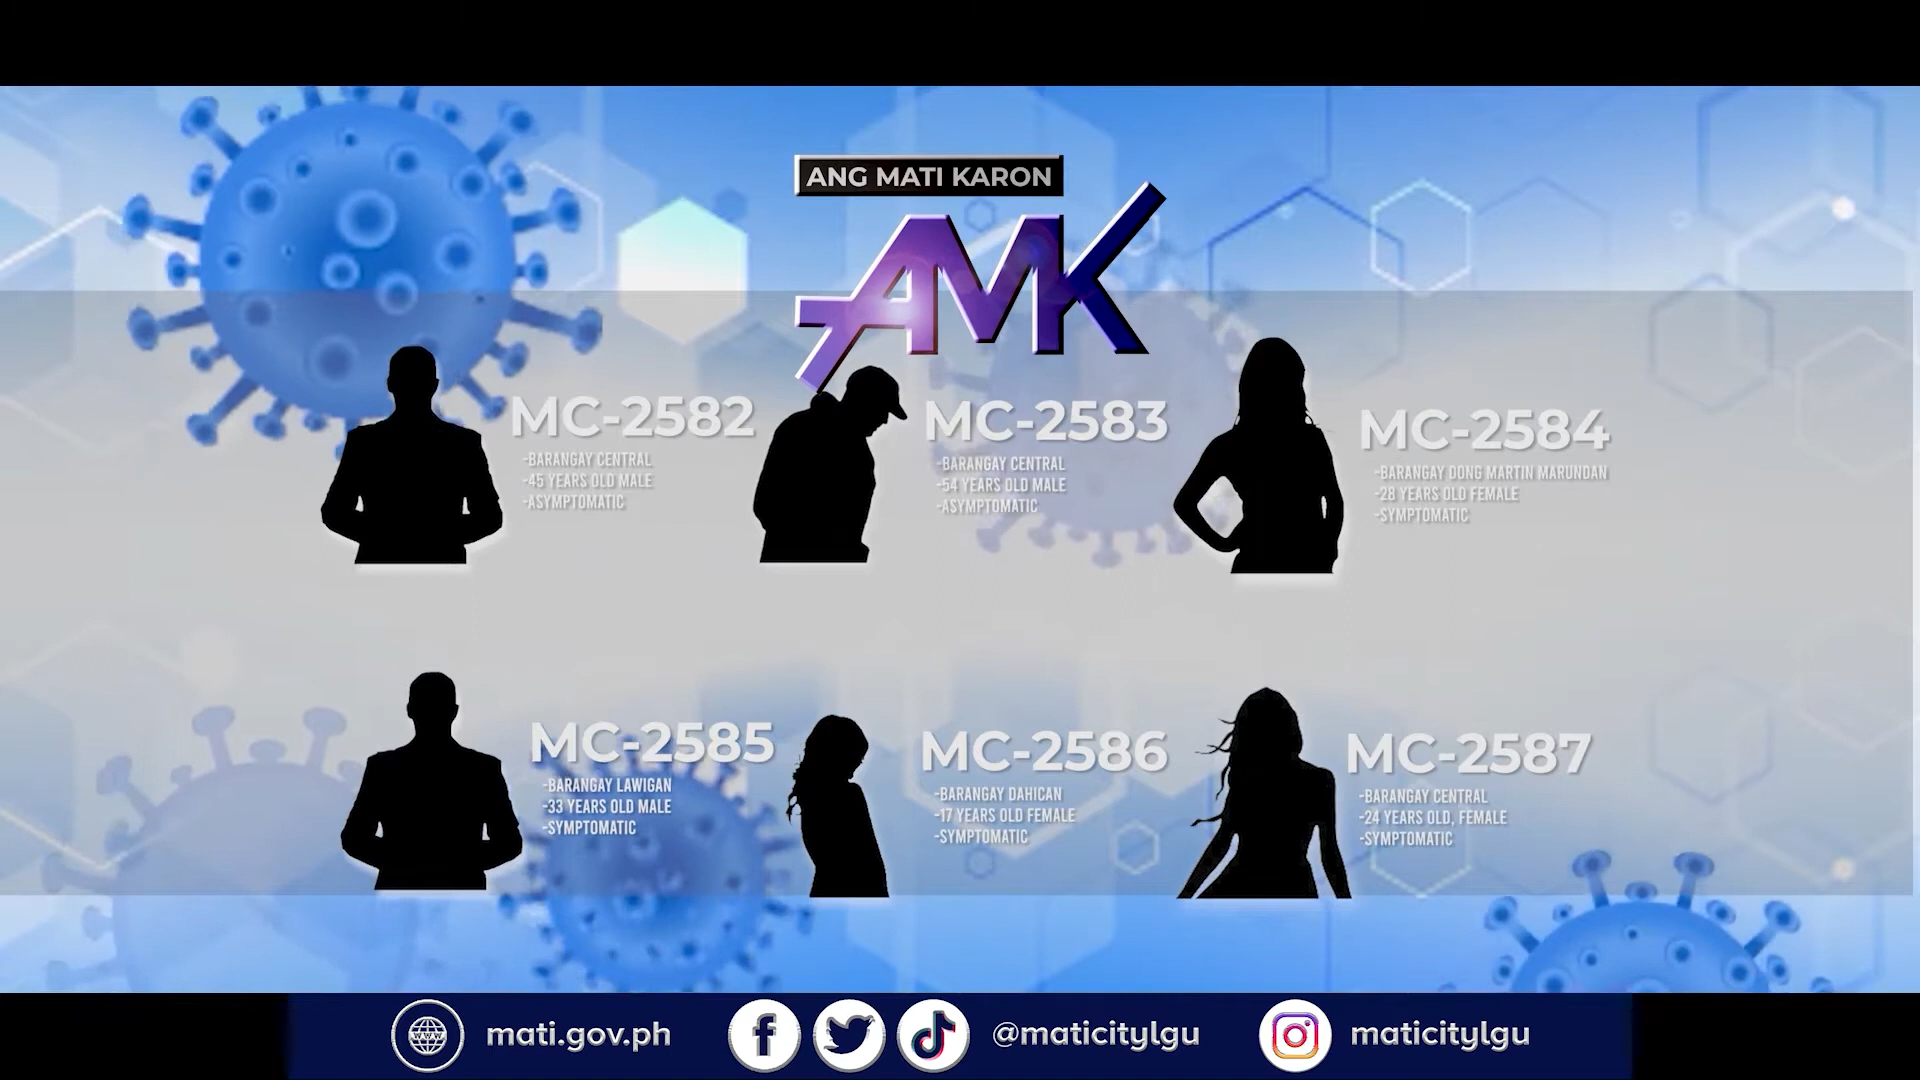 ANG MATI KARON
AMK
MC-2582
-BARANGAY CENTRAL
-45 YEARS OLD MALE
-ASYMPTOMATIC
MC-2583
-BARANGAY CENTRAL
-54 YEARS OLD MALE
-ASYMPTOMATIC
MC-2584
-BARANGAY DONG MARTIN MARUNDAN
-28 YEARS OLD FEMALE
-SYMPTOMATIC
MC-2585
-BARANGAY LAWIGAN
-33 YEARS OLD MALE
-SYMPTOMATIC
MC-2586
-BARANGAY DAHICAN
-17 YEARS OLD FEMALE
-SYMPTOMATIC
MC-2587
-BARANGAY CENTRAL
-24 YEARS OLD, FEMALE
-SYMPTOMATIC
mati.gov.ph
@maticitylgu
maticitylgu